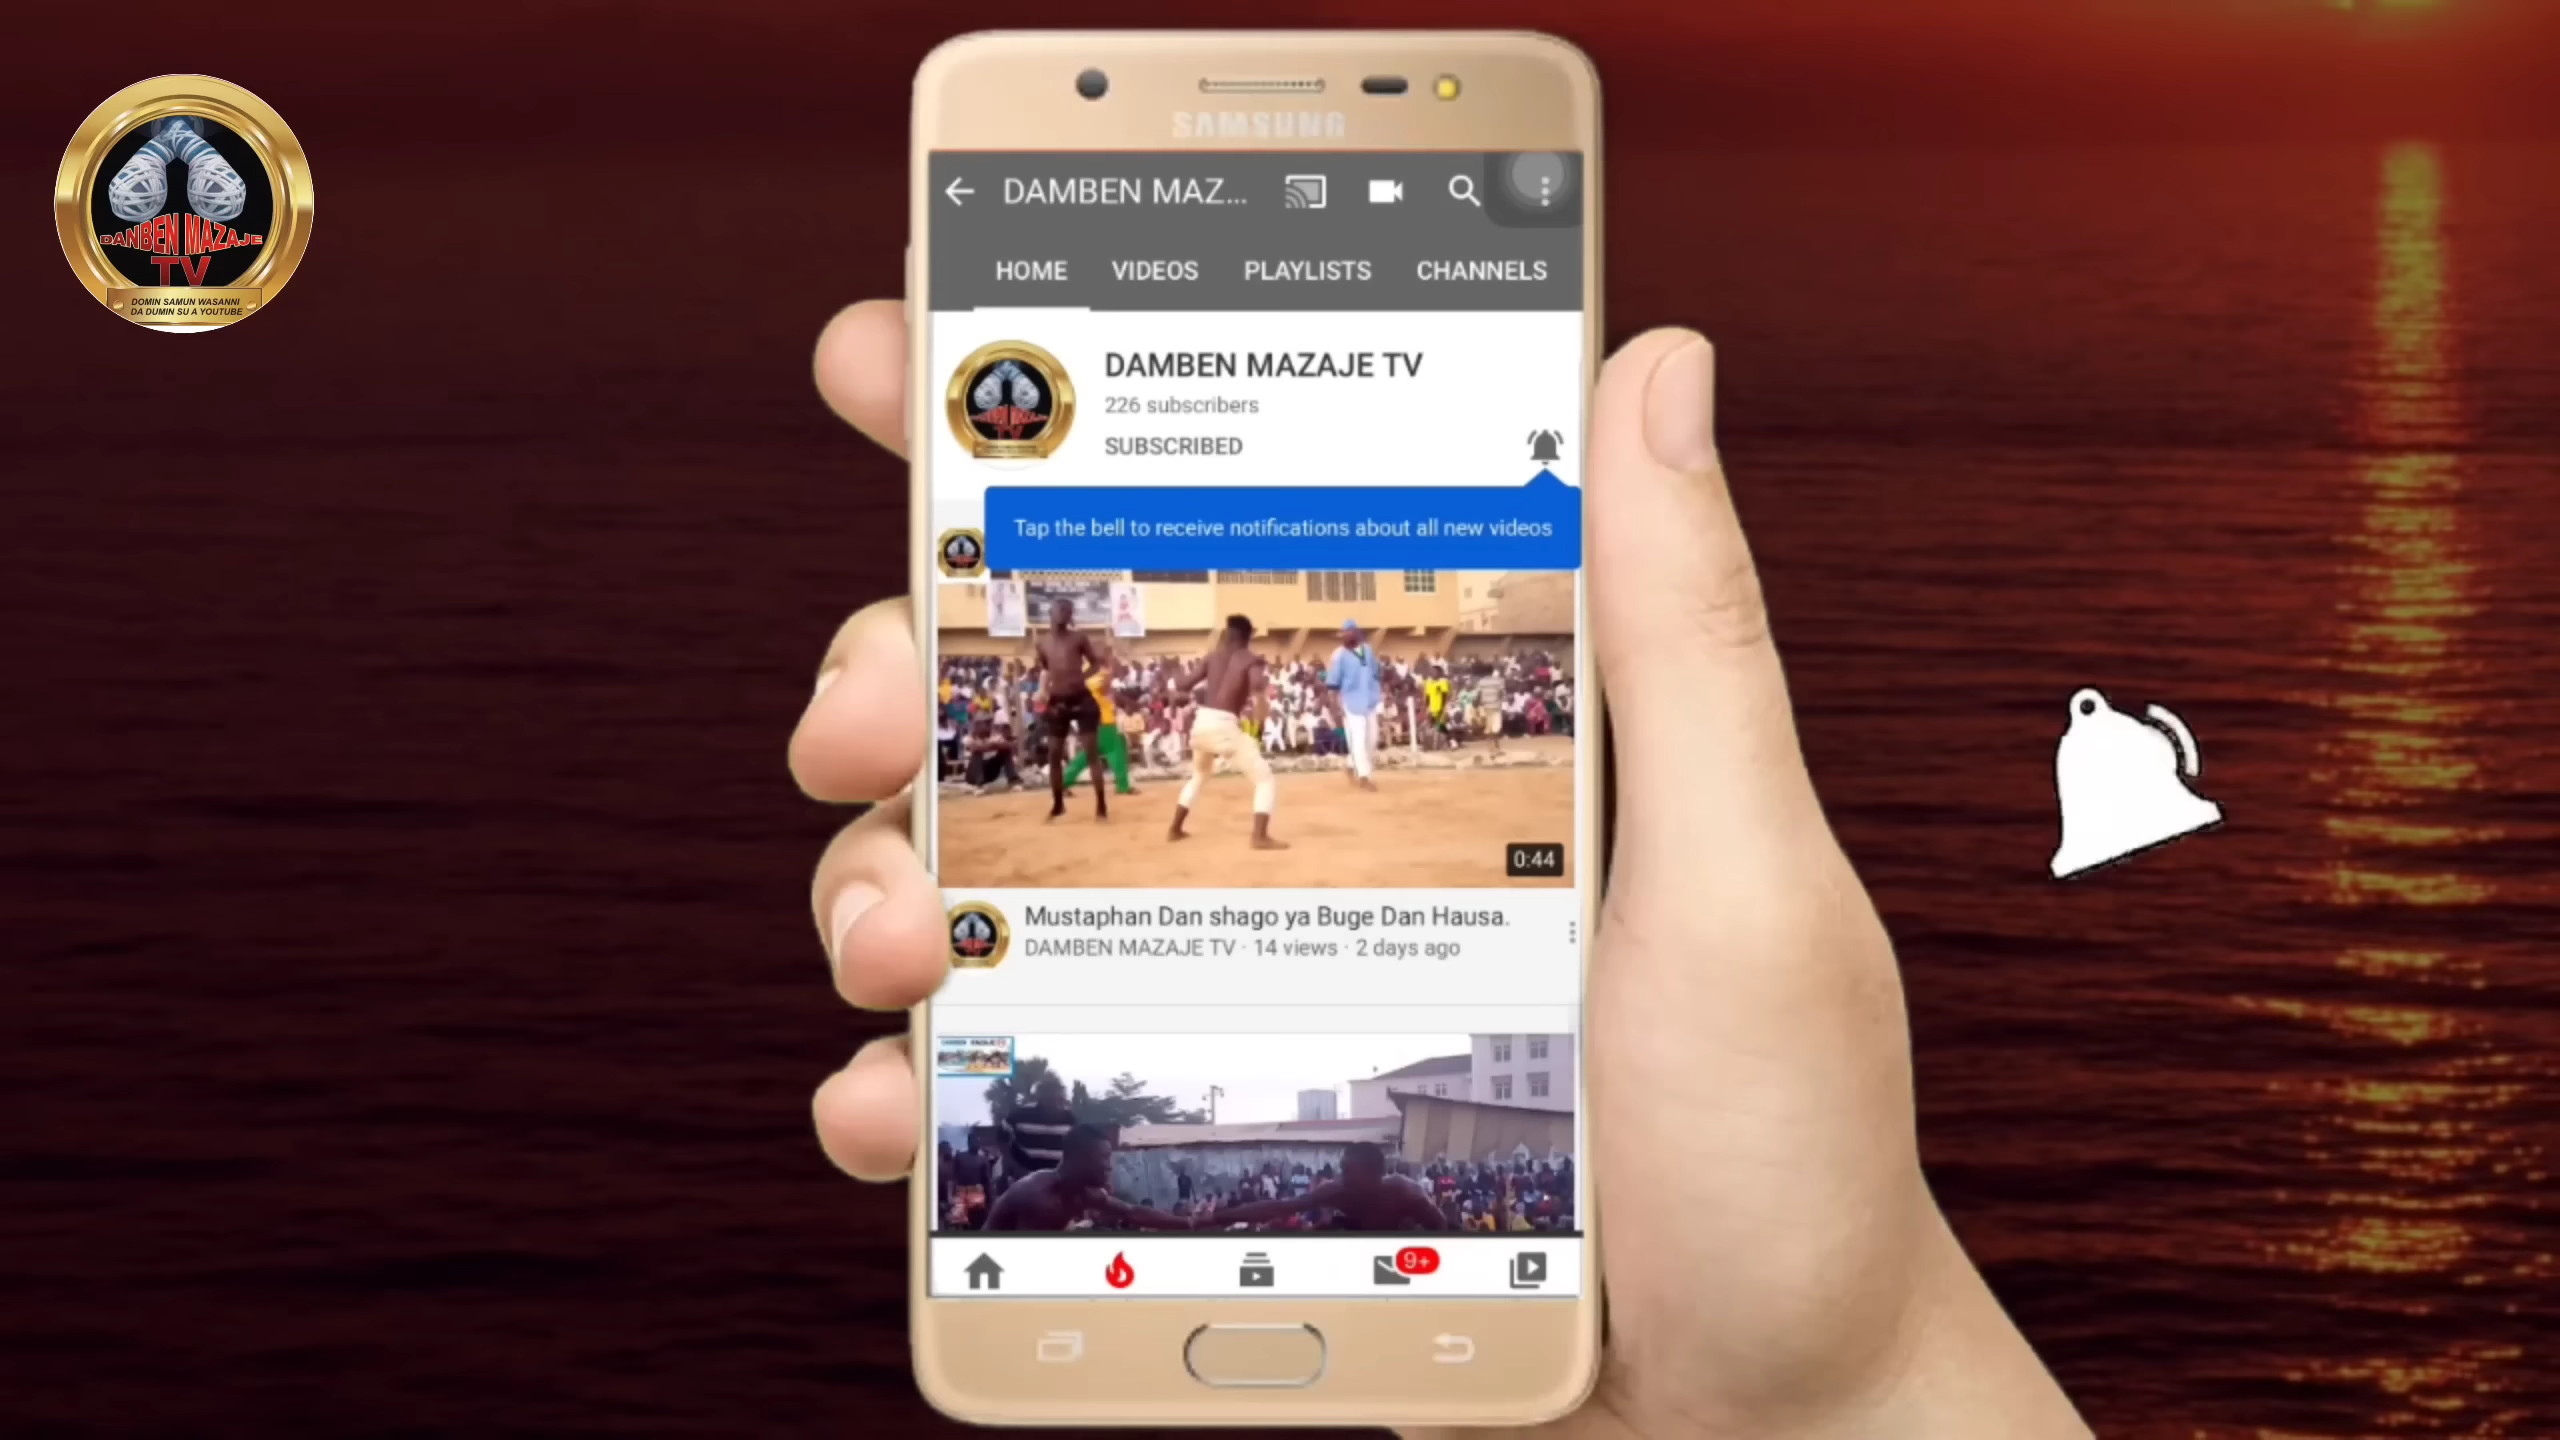 DANBEN MAZAJE
TV
DOMIN SAMUN WASANNI
DA DUMIN SU A YOUTUBE
SAMSUNG
DAMBEN MAZ...
HOME VIDEOS PLAYLISTS CHANNELS
DAMBEN MAZAJE TV
226 subscribers
SUBSCRIBED
Tap the bell to receive notifications about all new videos
0:44
Mustaphan Dan shago ya Buge Dan Hausa.
DAMBEN MAZAJE TV · 14 views · 2 days ago
9+